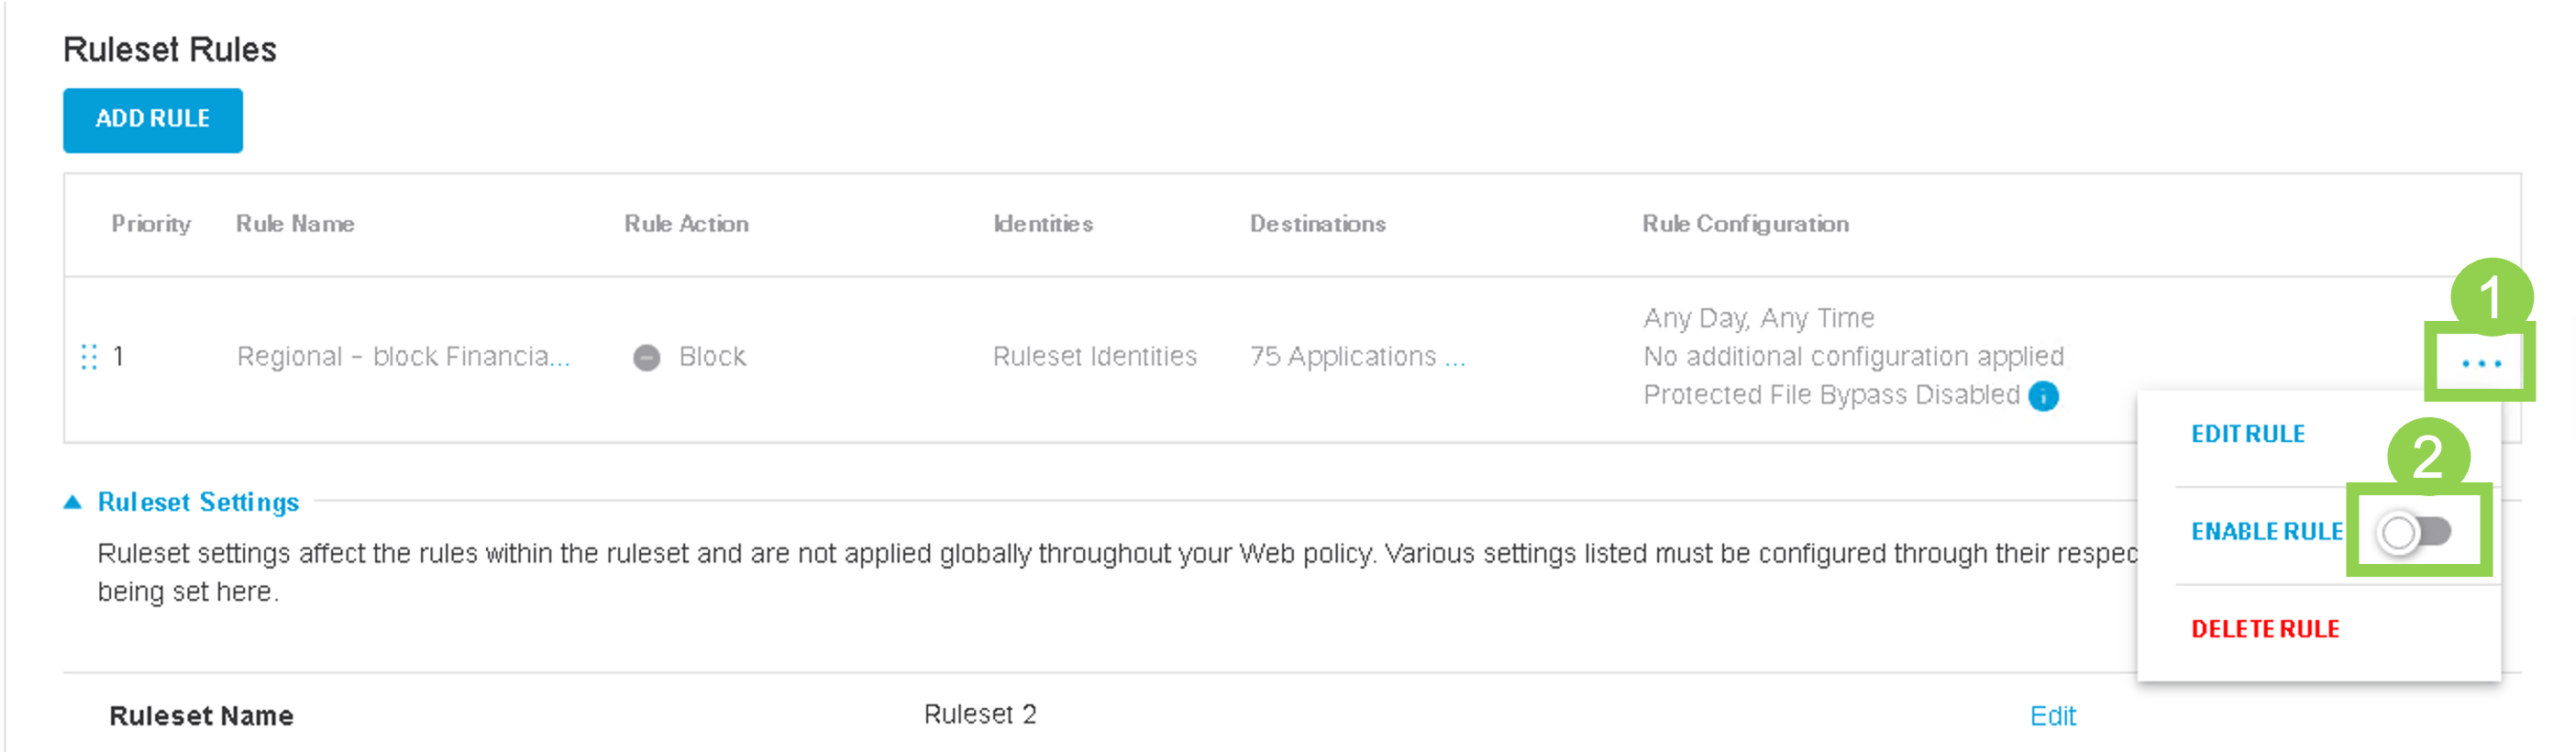 Ruleset Rules
ADD RULE
Priority Rule Name Rule Action Identities Destinations Rule Configuration
1
Any Day, Any Time
1 Regional - block Financia... Block Ruleset Identities 75 Applications ... No additional configuration applied
Protected File Bypass Disabled
EDIT RULE
2
Ruleset Settings
ENABLE RULE
Ruleset settings affect the rules within the ruleset and are not applied globally throughout your Web policy. Various settings listed must be configured through their respec
being set here.
DELETE RULE
Ruleset Name Ruleset 2 Edit